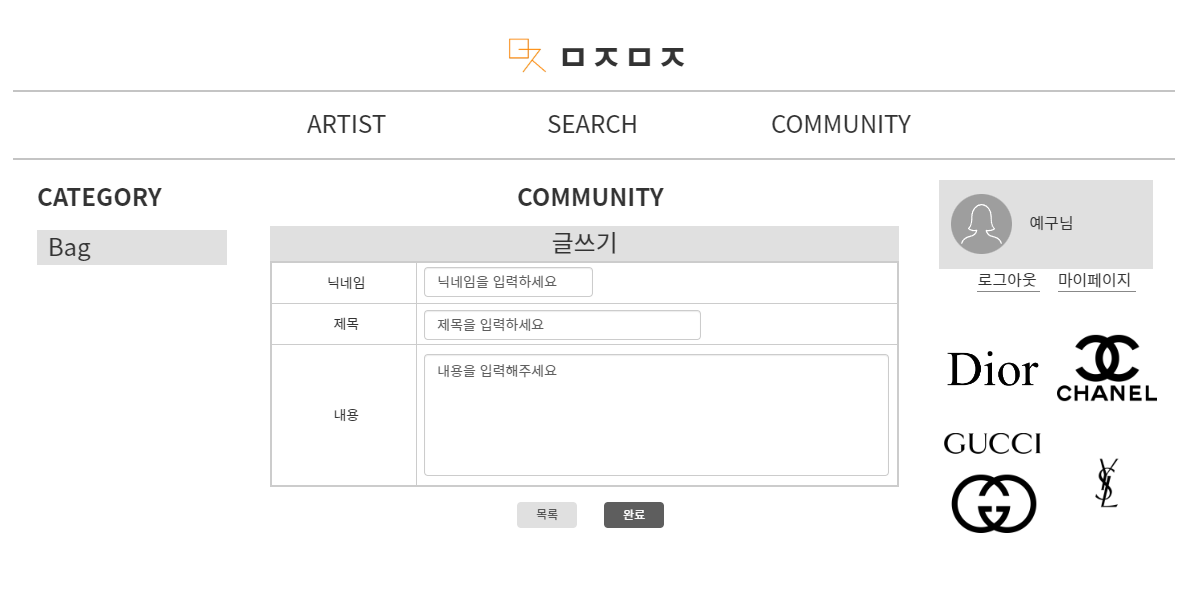 ㅁㅈㅁㅈ
ARTIST SEARCH COMMUNITY
CATEGORY
Bag
COMMUNITY
글쓰기
닉네임 닉네임을 입력하세요
제목 제목을 입력하세요
내용 내용을 입력해주세요
목록 완료
예구님
로그아웃 마이페이지
Dior CHANEL
GUCCI YSL